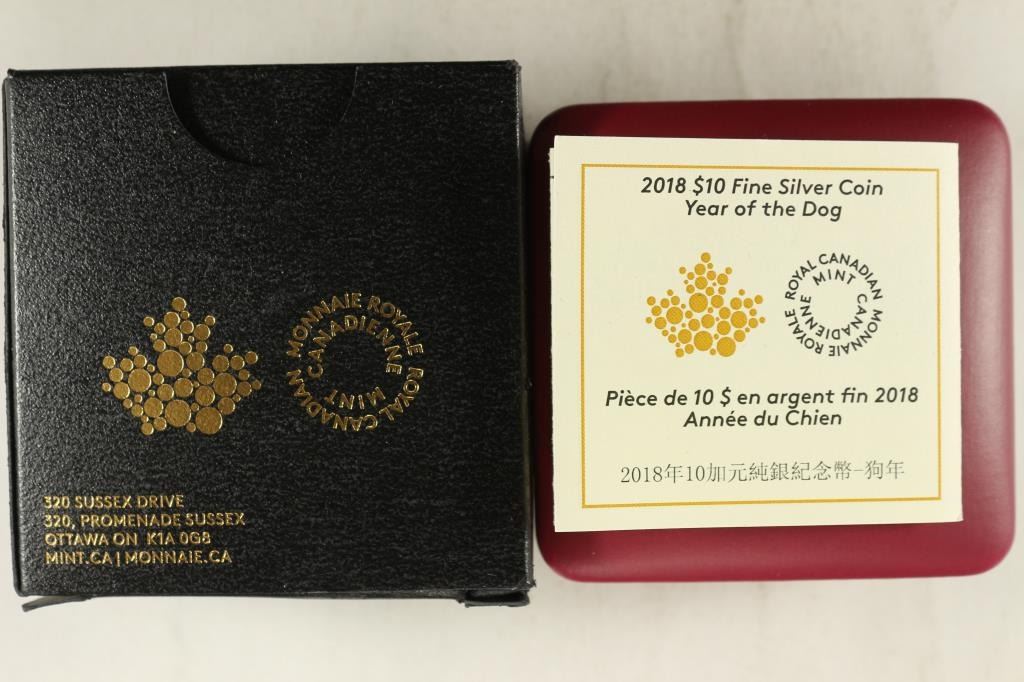 MONNAIE ROYALE ROYAL CANADIAN
CANADIENNE MINT
320 SUSSEX DRIVE
320, PROMENADE SUSSEX
OTTAWA ON K1A 0G8
MINT.CA | MONNAIE.CA
2018 $10 Fine Silver Coin
Year of the Dog
ROYAL CANADIAN MONNAIE ROYALE
MINT CANADIENNE
Pièce de 10 $ en argent fin 2018
Année du Chien
2018年10加元純銀紀念幣-狗年